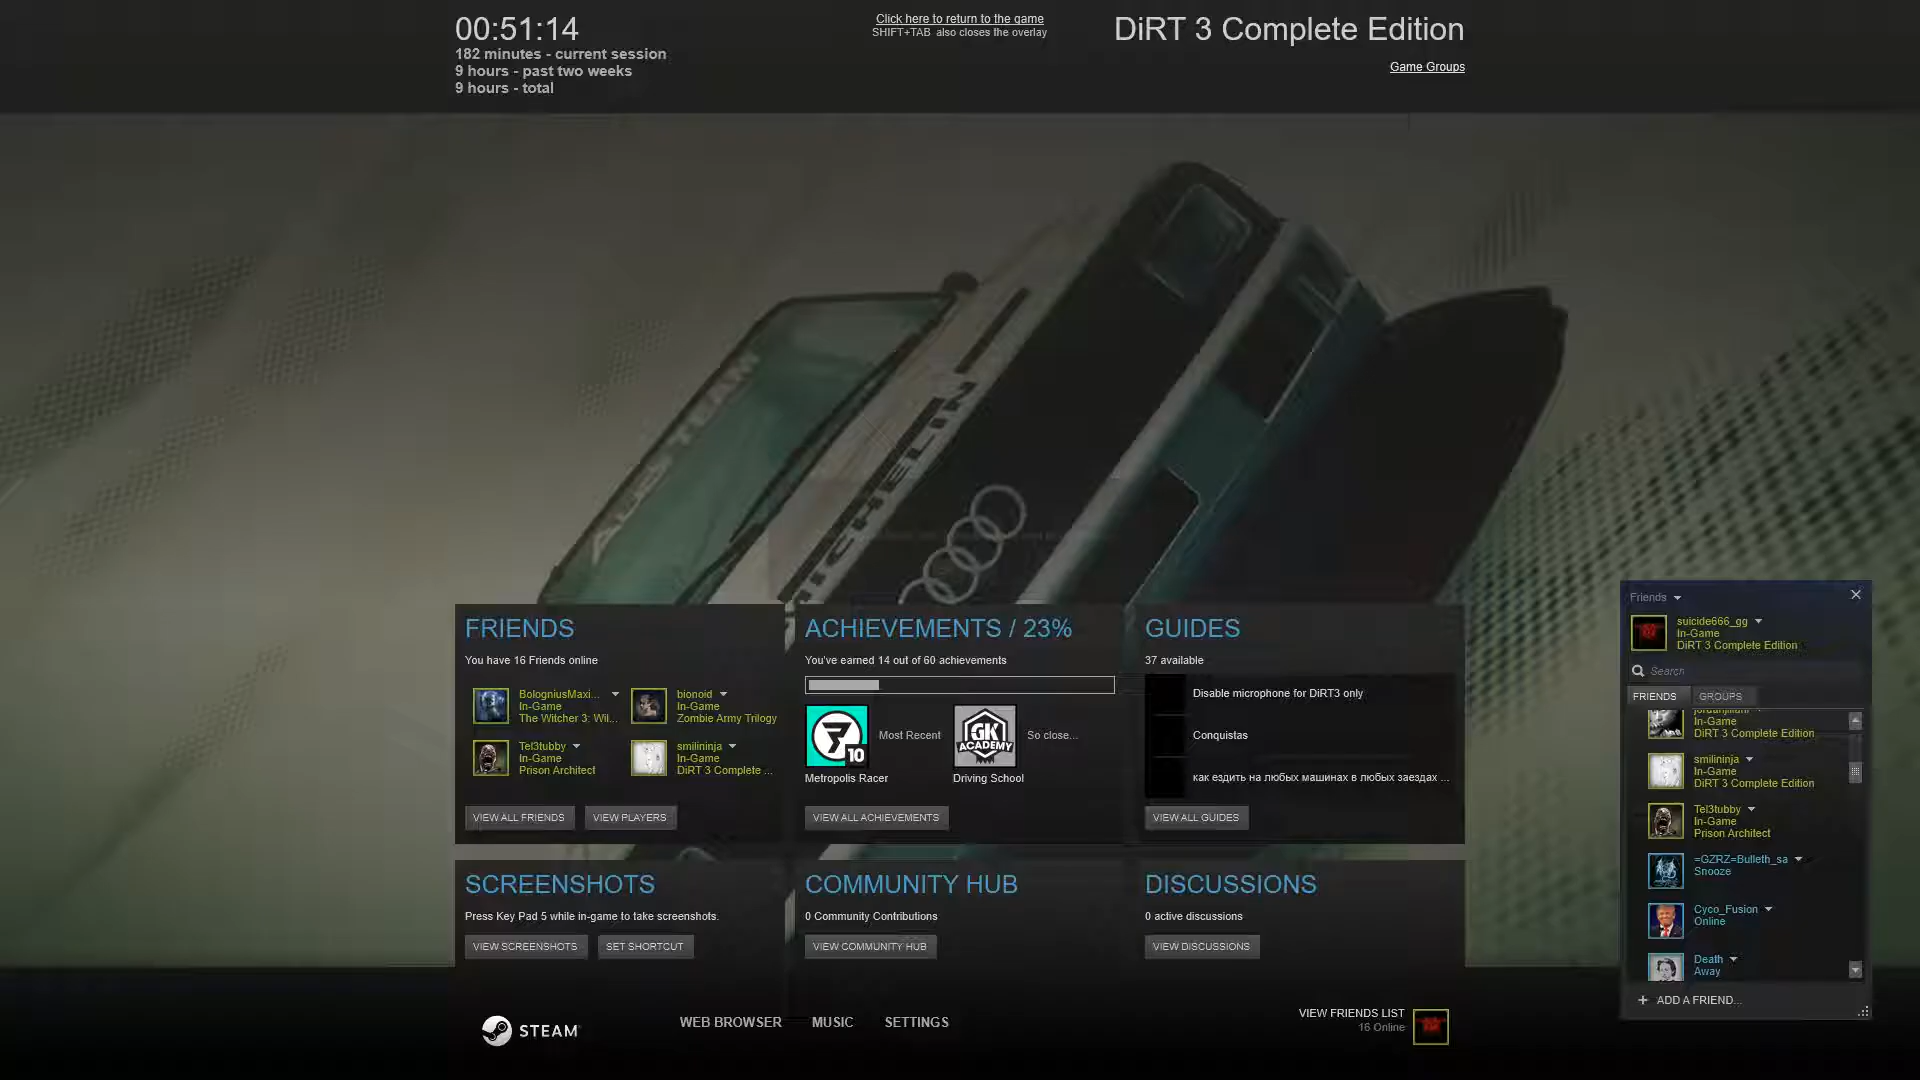 00:51:14
182 minutes - current session
9 hours - past two weeks
9 hours - total
Click here to return to the game
SHIFT+TAB also closes the overlay
DiRT 3 Complete Edition
Game Groups
AUDI
MICHELIN
FRIENDS
You have 16 Friends online
BologniusMaxi...
In-Game
The Witcher 3: Wil...
bionoid
In-Game
Zombie Army Trilogy
Tel3tubby
In-Game
Prison Architect
smilininja
In-Game
DiRT 3 Complete ...
VIEW ALL FRIENDS
VIEW PLAYERS
ACHIEVEMENTS / 23%
You've earned 14 out of 60 achievements
10
Most Recent
Metropolis Racer
GK
ACADEMY
So close...
Driving School
VIEW ALL ACHIEVEMENTS
GUIDES
37 available
Disable microphone for DiRT3 only
Conquistas
как ездить на любых машинах в любых заездах ...
VIEW ALL GUIDES
SCREENSHOTS
Press Key Pad 5 while in-game to take screenshots.
VIEW SCREENSHOTS
SET SHORTCUT
COMMUNITY HUB
0 Community Contributions
VIEW COMMUNITY HUB
DISCUSSIONS
0 active discussions
VIEW DISCUSSIONS
Friends
suicide666_gg
In-Game
DiRT 3 Complete Edition
Search
FRIENDS
GROUPS
In-Game
DiRT 3 Complete Edition
smilininja
In-Game
DiRT 3 Complete Edition
Tel3tubby
In-Game
Prison Architect
=GZRZ=Bulleth_sa
Snooze
Cyco_Fusion
Online
Death
Away
+ ADD A FRIEND...
STEAM
WEB BROWSER
MUSIC
SETTINGS
VIEW FRIENDS LIST
16 Online